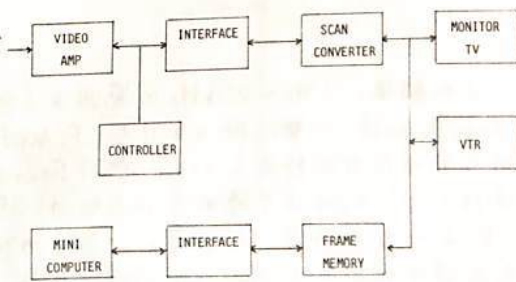 VIDEO
AMP
INTERFACE
SCAN
CONVERTER
MONITOR
TV
CONTROLLER
VTR
MINI
COMPUTER
INTERFACE
FRAME
MEMORY